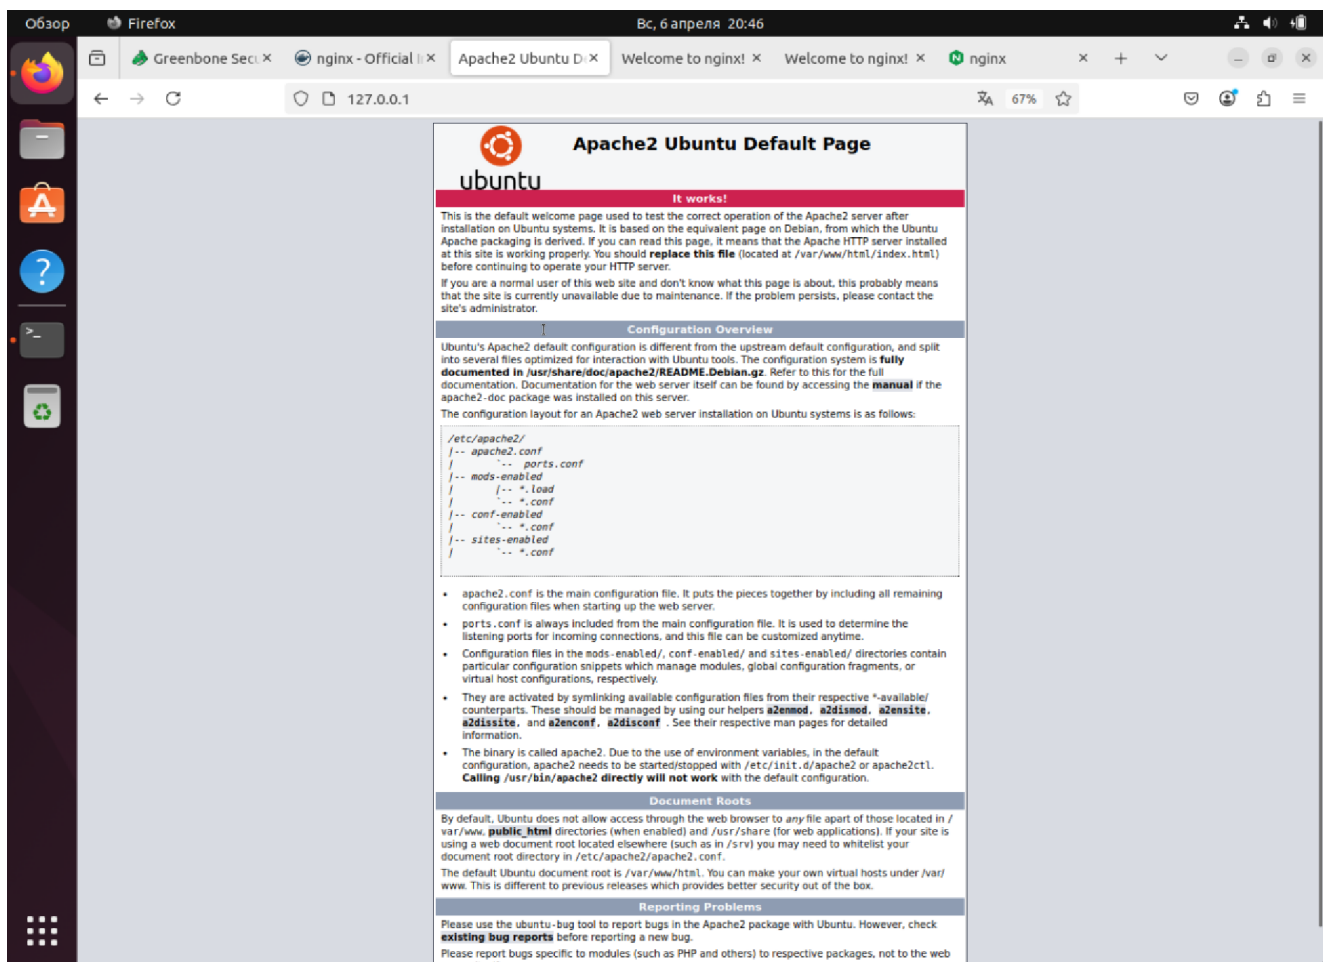 Обзор Firefox Вс, 6 апреля 20:46
Greenbone Secu × nginx - Official I × Apache2 Ubuntu De × Welcome to nginx! × Welcome to nginx! × nginx ×
127.0.0.1 67%
ubuntu
Apache2 Ubuntu Default Page
It works!
This is the default welcome page used to test the correct operation of the Apache2 server after
installation on Ubuntu systems. It is based on the equivalent page on Debian, from which the Ubuntu
Apache packaging is derived. If you can read this page, it means that the Apache HTTP server installed
at this site is working properly. You should replace this file (located at /var/www/html/index.html)
before continuing to operate your HTTP server.
If you are a normal user of this web site and don't know what this page is about, this probably means
that the site is currently unavailable due to maintenance. If the problem persists, please contact the
site's administrator.
Configuration Overview
Ubuntu's Apache2 default configuration is different from the upstream default configuration, and split
into several files optimized for interaction with Ubuntu tools. The configuration system is fully
documented in /usr/share/doc/apache2/README.Debian.gz. Refer to this for the full
documentation. Documentation for the web server itself can be found by accessing the manual if the
apache2-doc package was installed on this server.
The configuration layout for an Apache2 web server installation on Ubuntu systems is as follows:
/etc/apache2/
|-- apache2.conf
|       `--  ports.conf
|-- mods-enabled
|       |-- *.load
|       `-- *.conf
|-- conf-enabled
|       `-- *.conf
|-- sites-enabled
|       `-- *.conf
• apache2.conf is the main configuration file. It puts the pieces together by including all remaining
configuration files when starting up the web server.
• ports.conf is always included from the main configuration file. It is used to determine the
listening ports for incoming connections, and this file can be customized anytime.
• Configuration files in the mods-enabled/, conf-enabled/ and sites-enabled/ directories contain
particular configuration snippets which manage modules, global configuration fragments, or
virtual host configurations, respectively.
• They are activated by symlinking available configuration files from their respective *-available/
counterparts. These should be managed by using our helpers a2enmod, a2dismod, a2ensite,
a2dissite, and a2enconf, a2disconf . See their respective man pages for detailed
information.
• The binary is called apache2. Due to the use of environment variables, in the default
configuration, apache2 needs to be started/stopped with /etc/init.d/apache2 or apache2ctl.
Calling /usr/bin/apache2 directly will not work with the default configuration.
Document Roots
By default, Ubuntu does not allow access through the web browser to any file apart of those located in /
var/www, public_html directories (when enabled) and /usr/share (for web applications). If your site is
using a web document root located elsewhere (such as in /srv) you may need to whitelist your
document root directory in /etc/apache2/apache2.conf.
The default Ubuntu document root is /var/www/html. You can make your own virtual hosts under /var/
www. This is different to previous releases which provides better security out of the box.
Reporting Problems
Please use the ubuntu-bug tool to report bugs in the Apache2 package with Ubuntu. However, check
existing bug reports before reporting a new bug.
Please report bugs specific to modules (such as PHP and others) to respective packages, not to the web